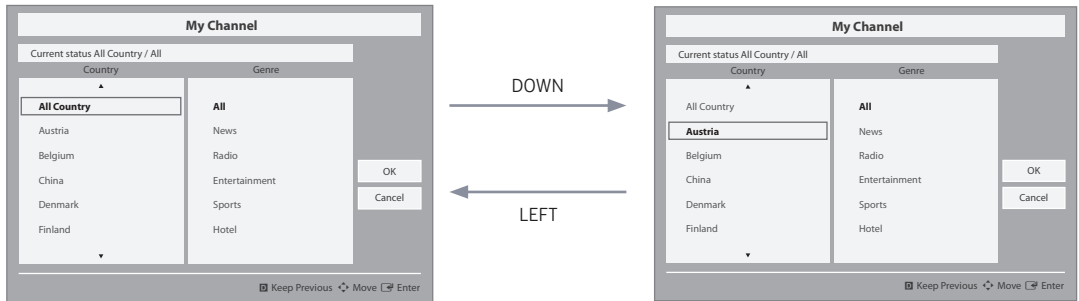 My Channel
Current status All Country / All
Country Genre
All Country All
Austria News
Belgium Radio
China Entertainment
Denmark Sports
Finland Hotel
OK
Cancel
D Keep Previous Move Enter
DOWN
LEFT
My Channel
Current status All Country / All
Country Genre
All Country All
Austria News
Belgium Radio
China Entertainment
Denmark Sports
Finland Hotel
OK
Cancel
D Keep Previous Move Enter